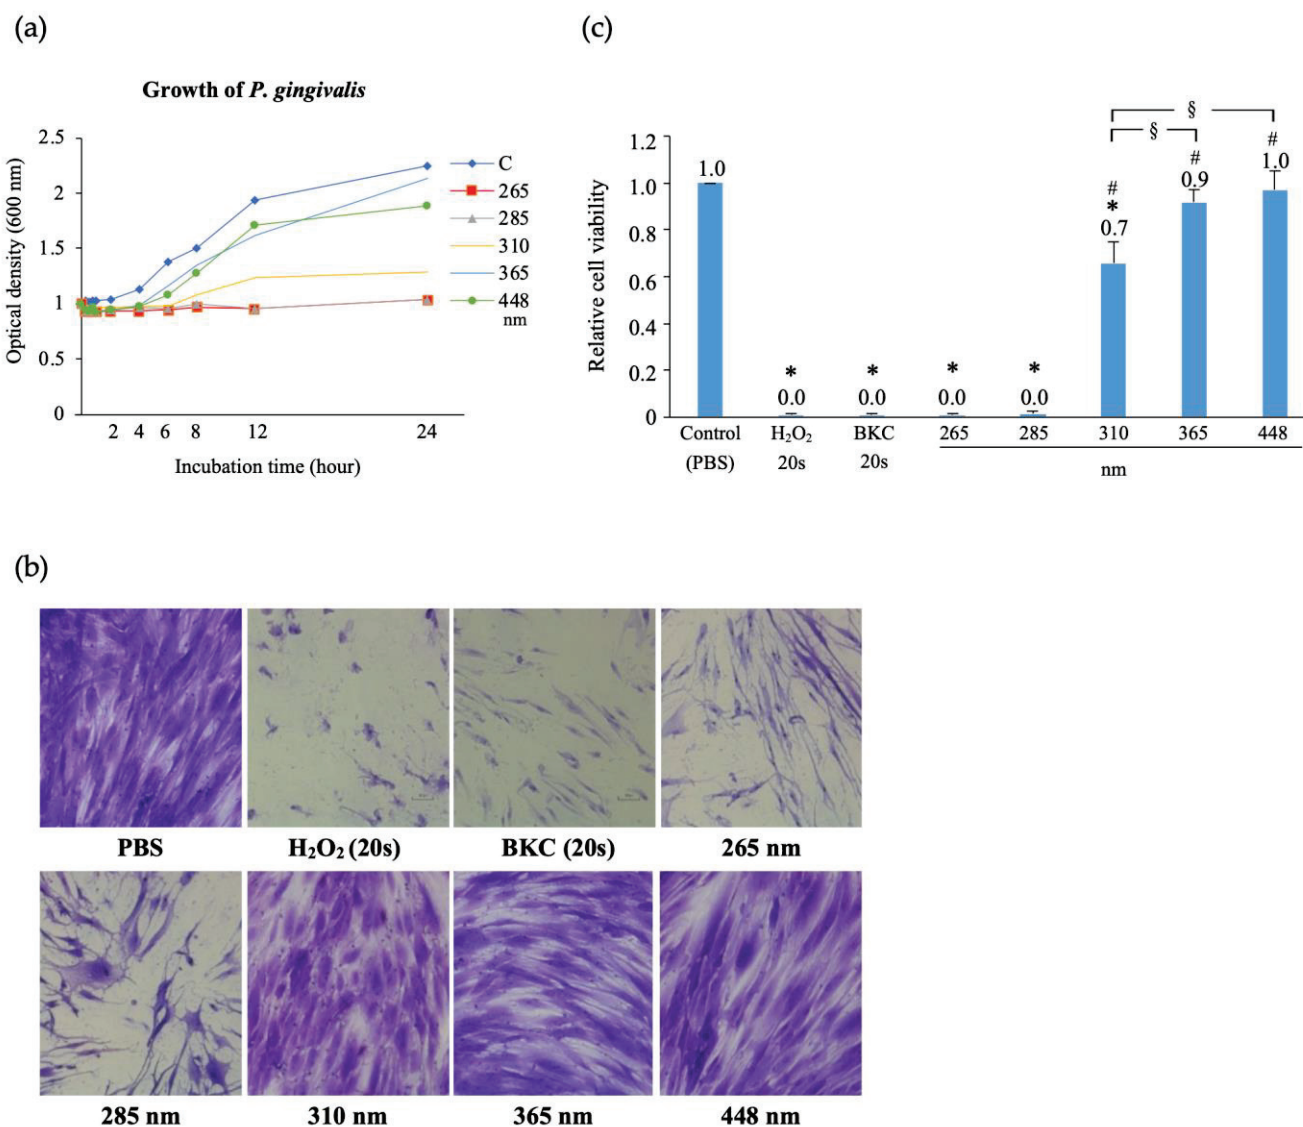 (a)
Growth of P. gingivalis
Optical density (600 nm)
2.5
2
1.5
1
0.5
0
2 4 6 8 12 24
Incubation time (hour)
C
265
285
310
365
448
nm
(c)
Relative cell viability
1.2
1.0
0.8
0.6
0.4
0.2
0
§
§
1.0
*
0.0
*
0.0
*
0.0
*
0.0
#
*
0.7
#
0.9
#
1.0
Control H₂O₂ BKC 265 285 310 365 448
(PBS) 20s 20s nm
(b)
PBS H₂O₂ (20s) BKC (20s) 265 nm
285 nm 310 nm 365 nm 448 nm